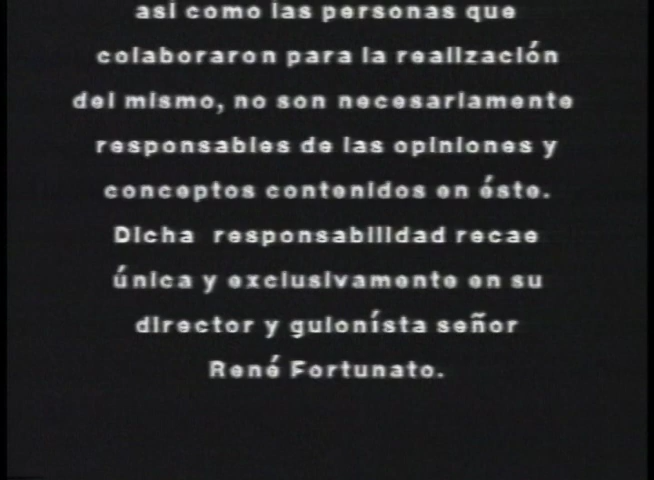 así como las personas que
colaboraron para la realización
del mismo, no son necesariamente
responsables de las opiniones y
conceptos contenidos en éste.
Dicha responsabilidad recae
única y exclusivamente en su
director y guionísta señor
René Fortunato.